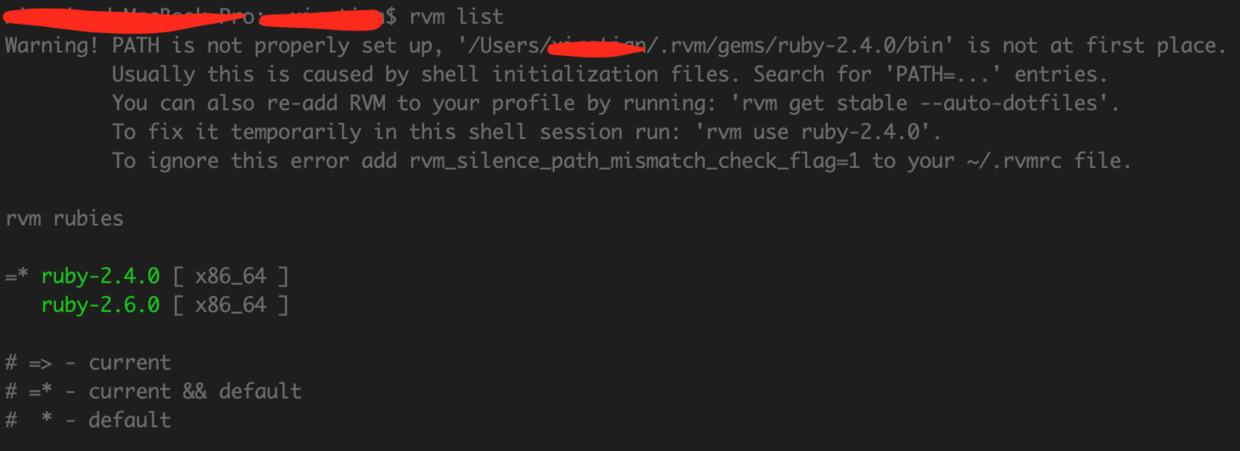 MacBook Pro: $ rvm list
Warning! PATH is not properly set up, '/Users/ /.rvm/gems/ruby-2.4.0/bin' is not at first place.
Usually this is caused by shell initialization files. Search for 'PATH=...' entries.
You can also re-add RVM to your profile by running: 'rvm get stable --auto-dotfiles'.
To fix it temporarily in this shell session run: 'rvm use ruby-2.4.0'.
To ignore this error add rvm_silence_path_mismatch_check_flag=1 to your ~/.rvmrc file.
rvm rubies
=* ruby-2.4.0 [ x86_64 ]
ruby-2.6.0 [ x86_64 ]
# => - current
# =* - current && default
#  * - default